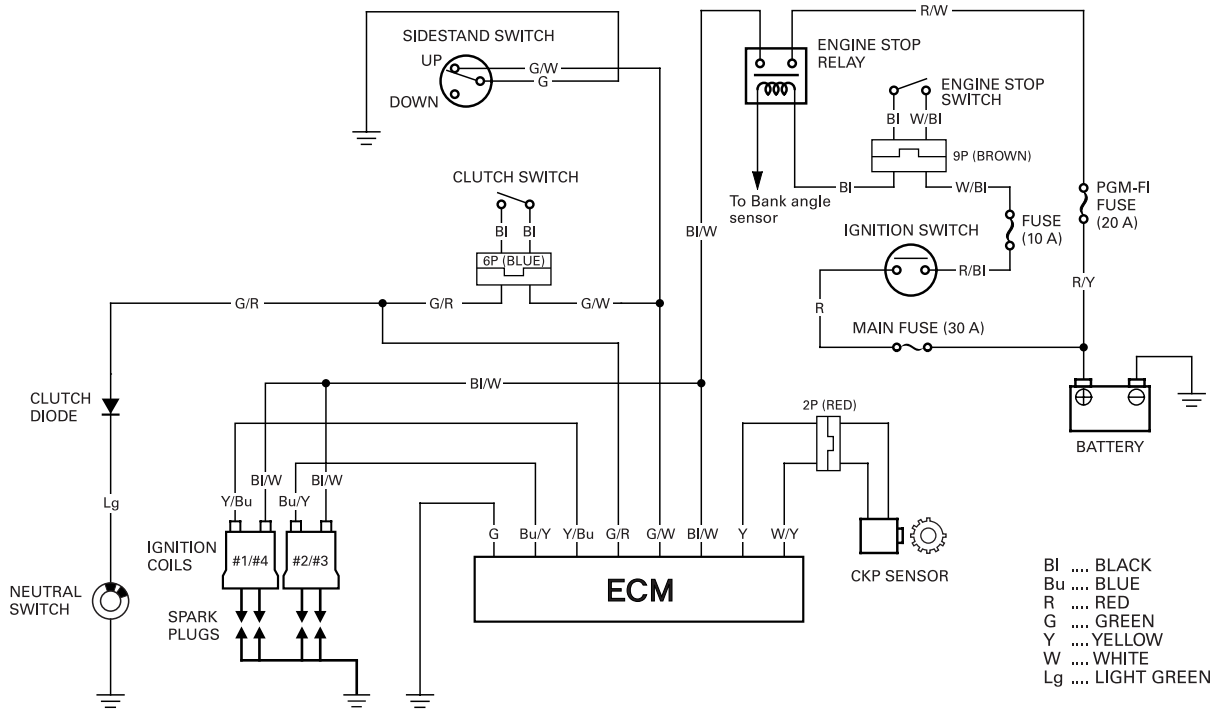 R/W
SIDESTAND SWITCH
UP
G/W
G
DOWN
ENGINE STOP
RELAY
ENGINE STOP
SWITCH
Bl
W/Bl
9P (BROWN)
CLUTCH SWITCH
To Bank angle
sensor
Bl
W/Bl
PGM-FI
FUSE
(20 A)
FUSE
(10 A)
Bl
Bl
Bl/W
IGNITION SWITCH
6P (BLUE)
R/Bl
R/Y
G/R
G/R
G/W
R
MAIN FUSE (30 A)
Bl/W
CLUTCH
DIODE
2P (RED)
BATTERY
Lg
Y/Bu
Bl/W
Bu/Y
Bl/W
G
Bu/Y
Y/Bu
G/R
G/W
Bl/W
Y
W/Y
IGNITION
COILS
#1/#4
#2/#3
ECM
CKP SENSOR
NEUTRAL
SWITCH
SPARK
PLUGS
Bl .... BLACK
Bu .... BLUE
R .... RED
G .... GREEN
Y .... YELLOW
W .... WHITE
Lg .... LIGHT GREEN